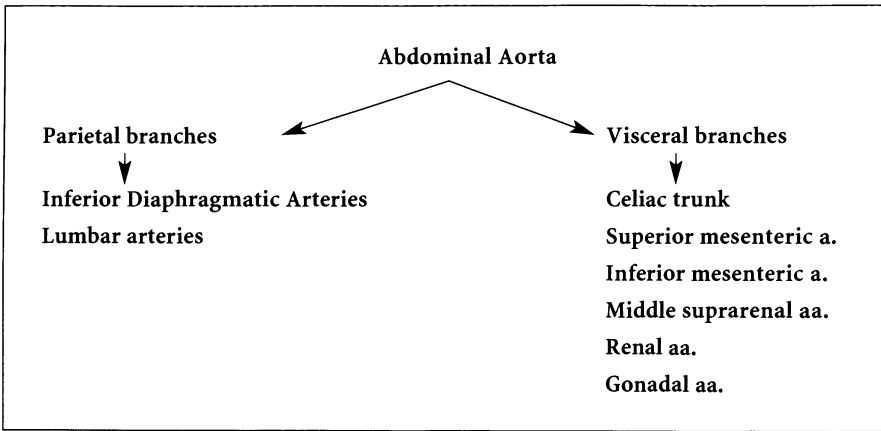 Abdominal Aorta
Parietal branches
Inferior Diaphragmatic Arteries
Lumbar arteries
Visceral branches
Celiac trunk
Superior mesenteric a.
Inferior mesenteric a.
Middle suprarenal aa.
Renal aa.
Gonadal aa.